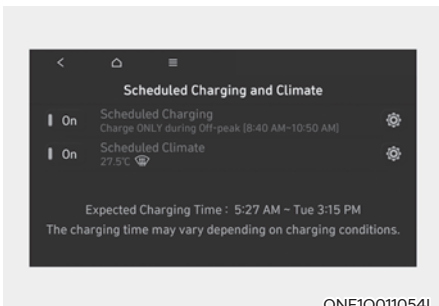 Scheduled Charging and Climate
On Scheduled Charging
Charge ONLY during Off-peak [8:40 AM~10:50 AM]
On Scheduled Climate
27.5℃
Expected Charging Time : 5:27 AM ~ Tue 3:15 PM
The charging time may vary depending on charging conditions.